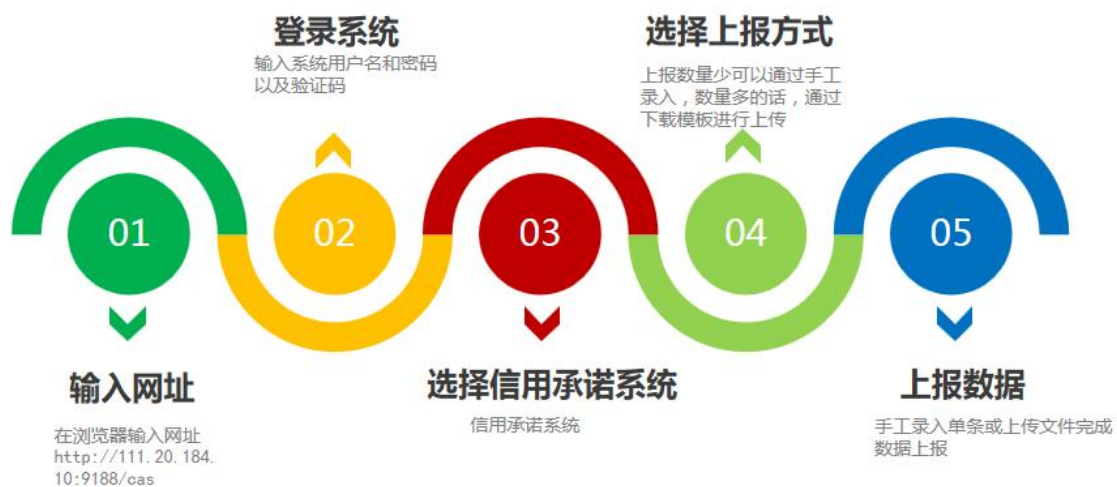 登录系统
输入系统用户名和密码
以及验证码
选择上报方式
上报数量少可以通过手工
录入，数量多的话，通过
下载模板进行上传
01
02
03
04
05
输入网址
在浏览器输入网址
http://111.20.184.
10:9188/cas
选择信用承诺系统
信用承诺系统
上报数据
手工录入单条或上传文件完成
数据上报